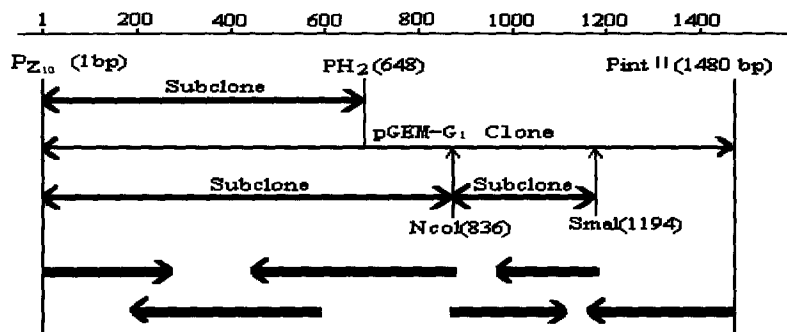 1 200 400 600 800 1000 1200 1400
PZ10 (1bp) PH2(648) Pint II(1480 bp)
Subclone
pGEM-G1 Clone
Subclone Subclone
NcoI(836) SmaI(1194)